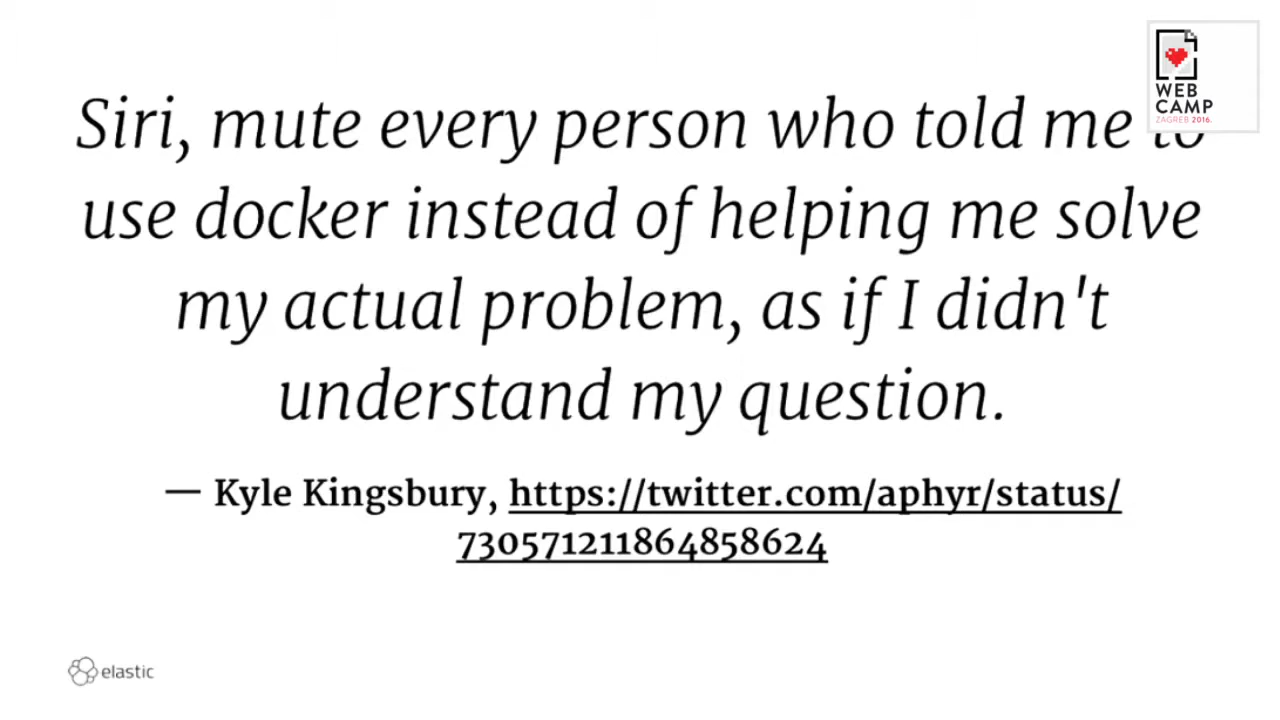 Siri, mute every person who told me to
use docker instead of helping me solve
my actual problem, as if I didn't
understand my question.
— Kyle Kingsbury, https://twitter.com/aphyr/status/
730571211864858624
WEB
CAMP
ZAGREB 2016.
elastic